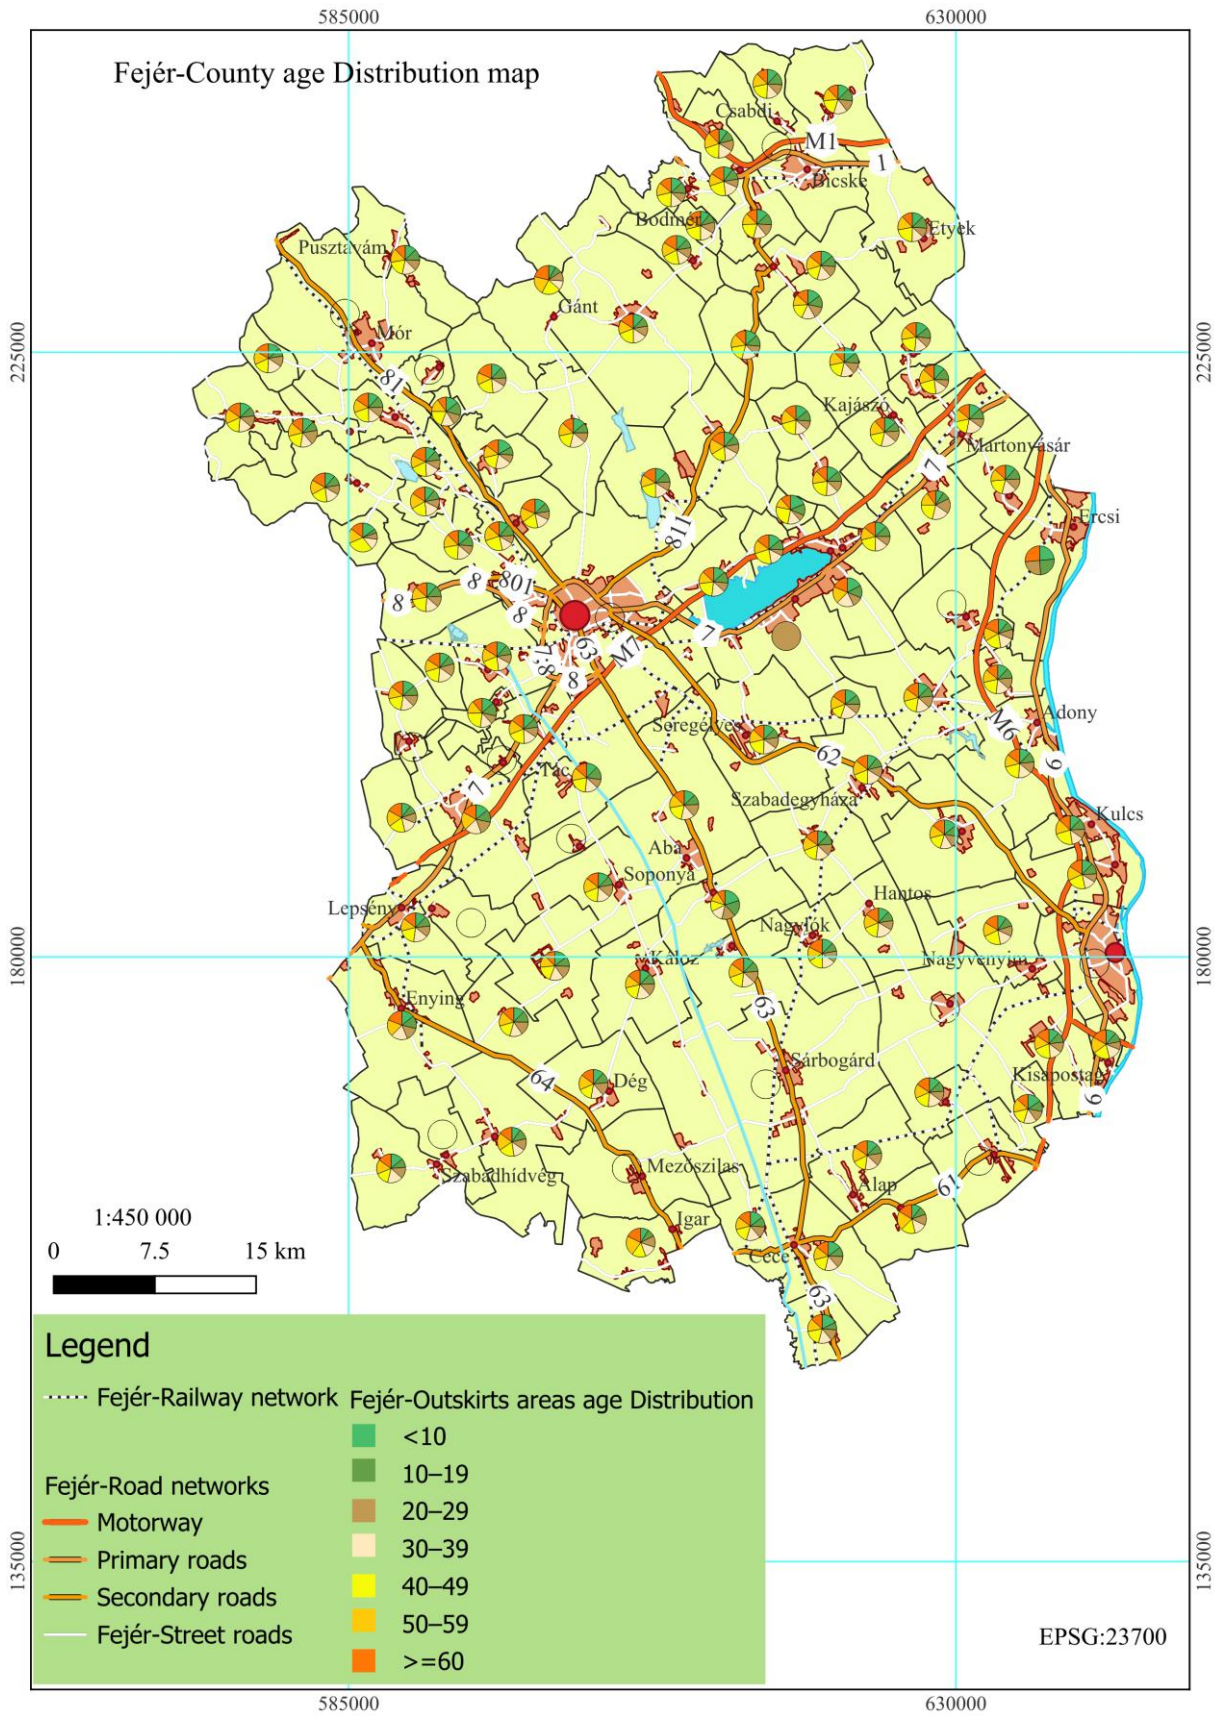 585000 630000
Fejér-County age Distribution map
Csabdi
M1
1
Bicske
Bodmér
Etyek
Pusztavám
Gánt
Mór
225000 225000
81
Kajászó
Martonvásár
7
Ercsi
811
8 801
8
8
7
63
M7
8
8
Seregélyes
Adony
M6
62
6
Tác
7
Szabadegyháza
Kulcs
Aba
Soponya
Hantos
Lepsény
Nagylók
180000 Káloz Nagyvenyim 180000
Enying
63
Sárbogárd
64 Dég
Kisapostag
6
Szabadhídvég
Mezőszilas
Alap
61
1:450 000
Igar
0 7.5 15 km
Cece
63
Legend
Fejér-Railway network
Fejér-Road networks
Motorway
Primary roads
Secondary roads
Fejér-Street roads
Fejér-Outskirts areas age Distribution
<10
10–19
20–29
30–39
40–49
50–59
>=60
135000 135000
EPSG:23700
585000 630000